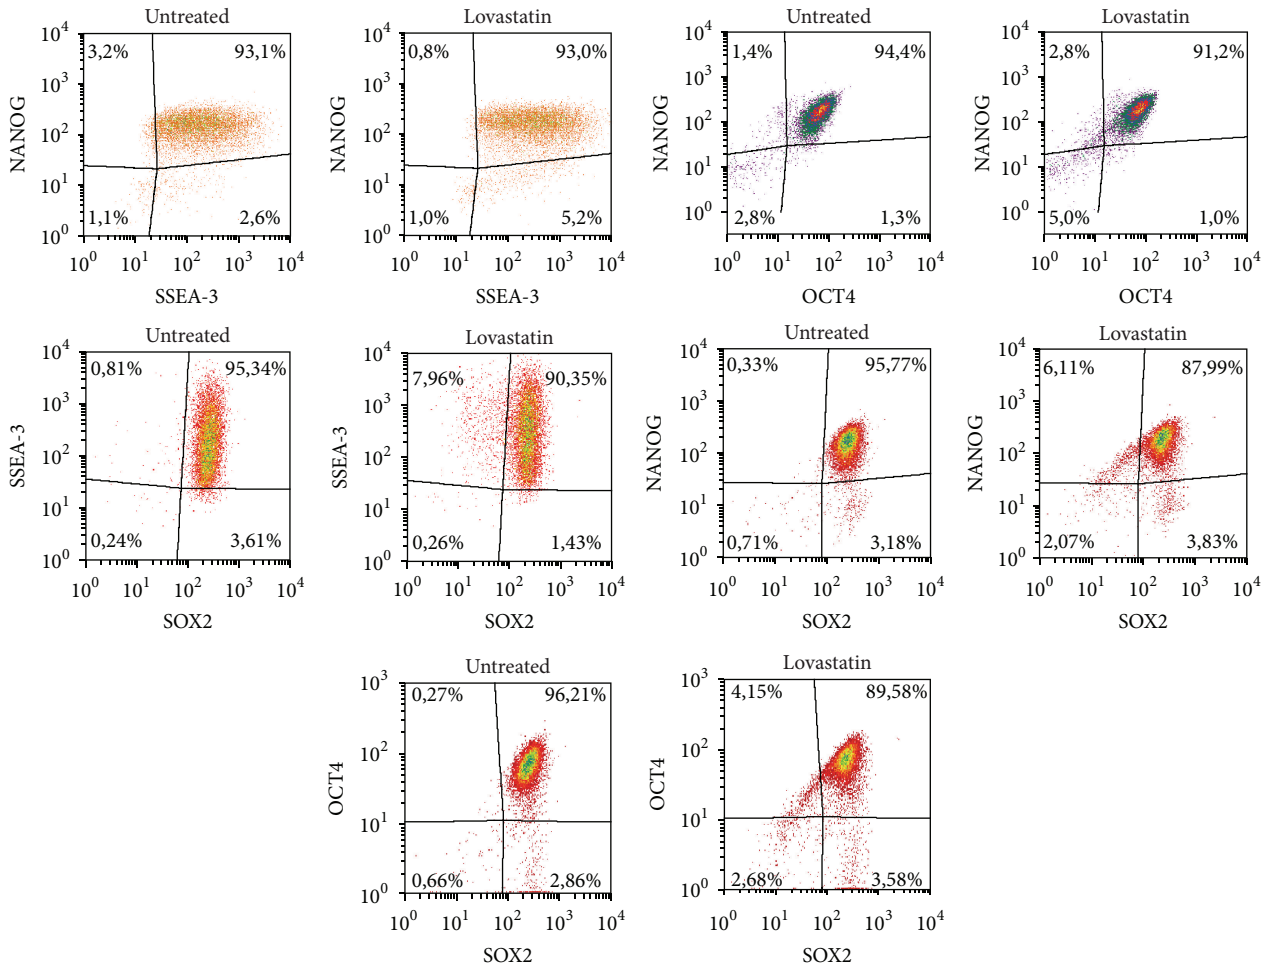 Untreated
Lovastatin
Untreated
Lovastatin
NANOG
10^4
10^3
10^2
10^1
10^0
3,2%
93,1%
1,1%
2,6%
10^0 10^1 10^2 10^3 10^4
SSEA-3
NANOG
10^4
10^3
10^2
10^1
10^0
0,8%
93,0%
1,0%
5,2%
10^0 10^1 10^2 10^3 10^4
SSEA-3
NANOG
10^4
10^3
10^2
10^1
10^0
1,4%
94,4%
2,8%
1,3%
10^0 10^1 10^2 10^3 10^4
OCT4
NANOG
10^4
10^3
10^2
10^1
10^0
2,8%
91,2%
5,0%
1,0%
10^0 10^1 10^2 10^3 10^4
OCT4
Untreated
Lovastatin
Untreated
Lovastatin
SSEA-3
10^4
10^3
10^2
10^1
10^0
0,81%
95,34%
0,24%
3,61%
10^0 10^1 10^2 10^3 10^4
SOX2
SSEA-3
10^4
10^3
10^2
10^1
10^0
7,96%
90,35%
0,26%
1,43%
10^0 10^1 10^2 10^3 10^4
SOX2
NANOG
10^4
10^3
10^2
10^1
10^0
0,33%
95,77%
0,71%
3,18%
10^0 10^1 10^2 10^3 10^4
SOX2
NANOG
10^4
10^3
10^2
10^1
10^0
6,11%
87,99%
2,07%
3,83%
10^0 10^1 10^2 10^3 10^4
SOX2
Untreated
Lovastatin
OCT4
10^3
10^2
10^1
10^0
0,27%
96,21%
0,66%
2,86%
10^0 10^1 10^2 10^3 10^4
SOX2
OCT4
10^3
10^2
10^1
10^0
4,15%
89,58%
2,68%
3,58%
10^0 10^1 10^2 10^3 10^4
SOX2